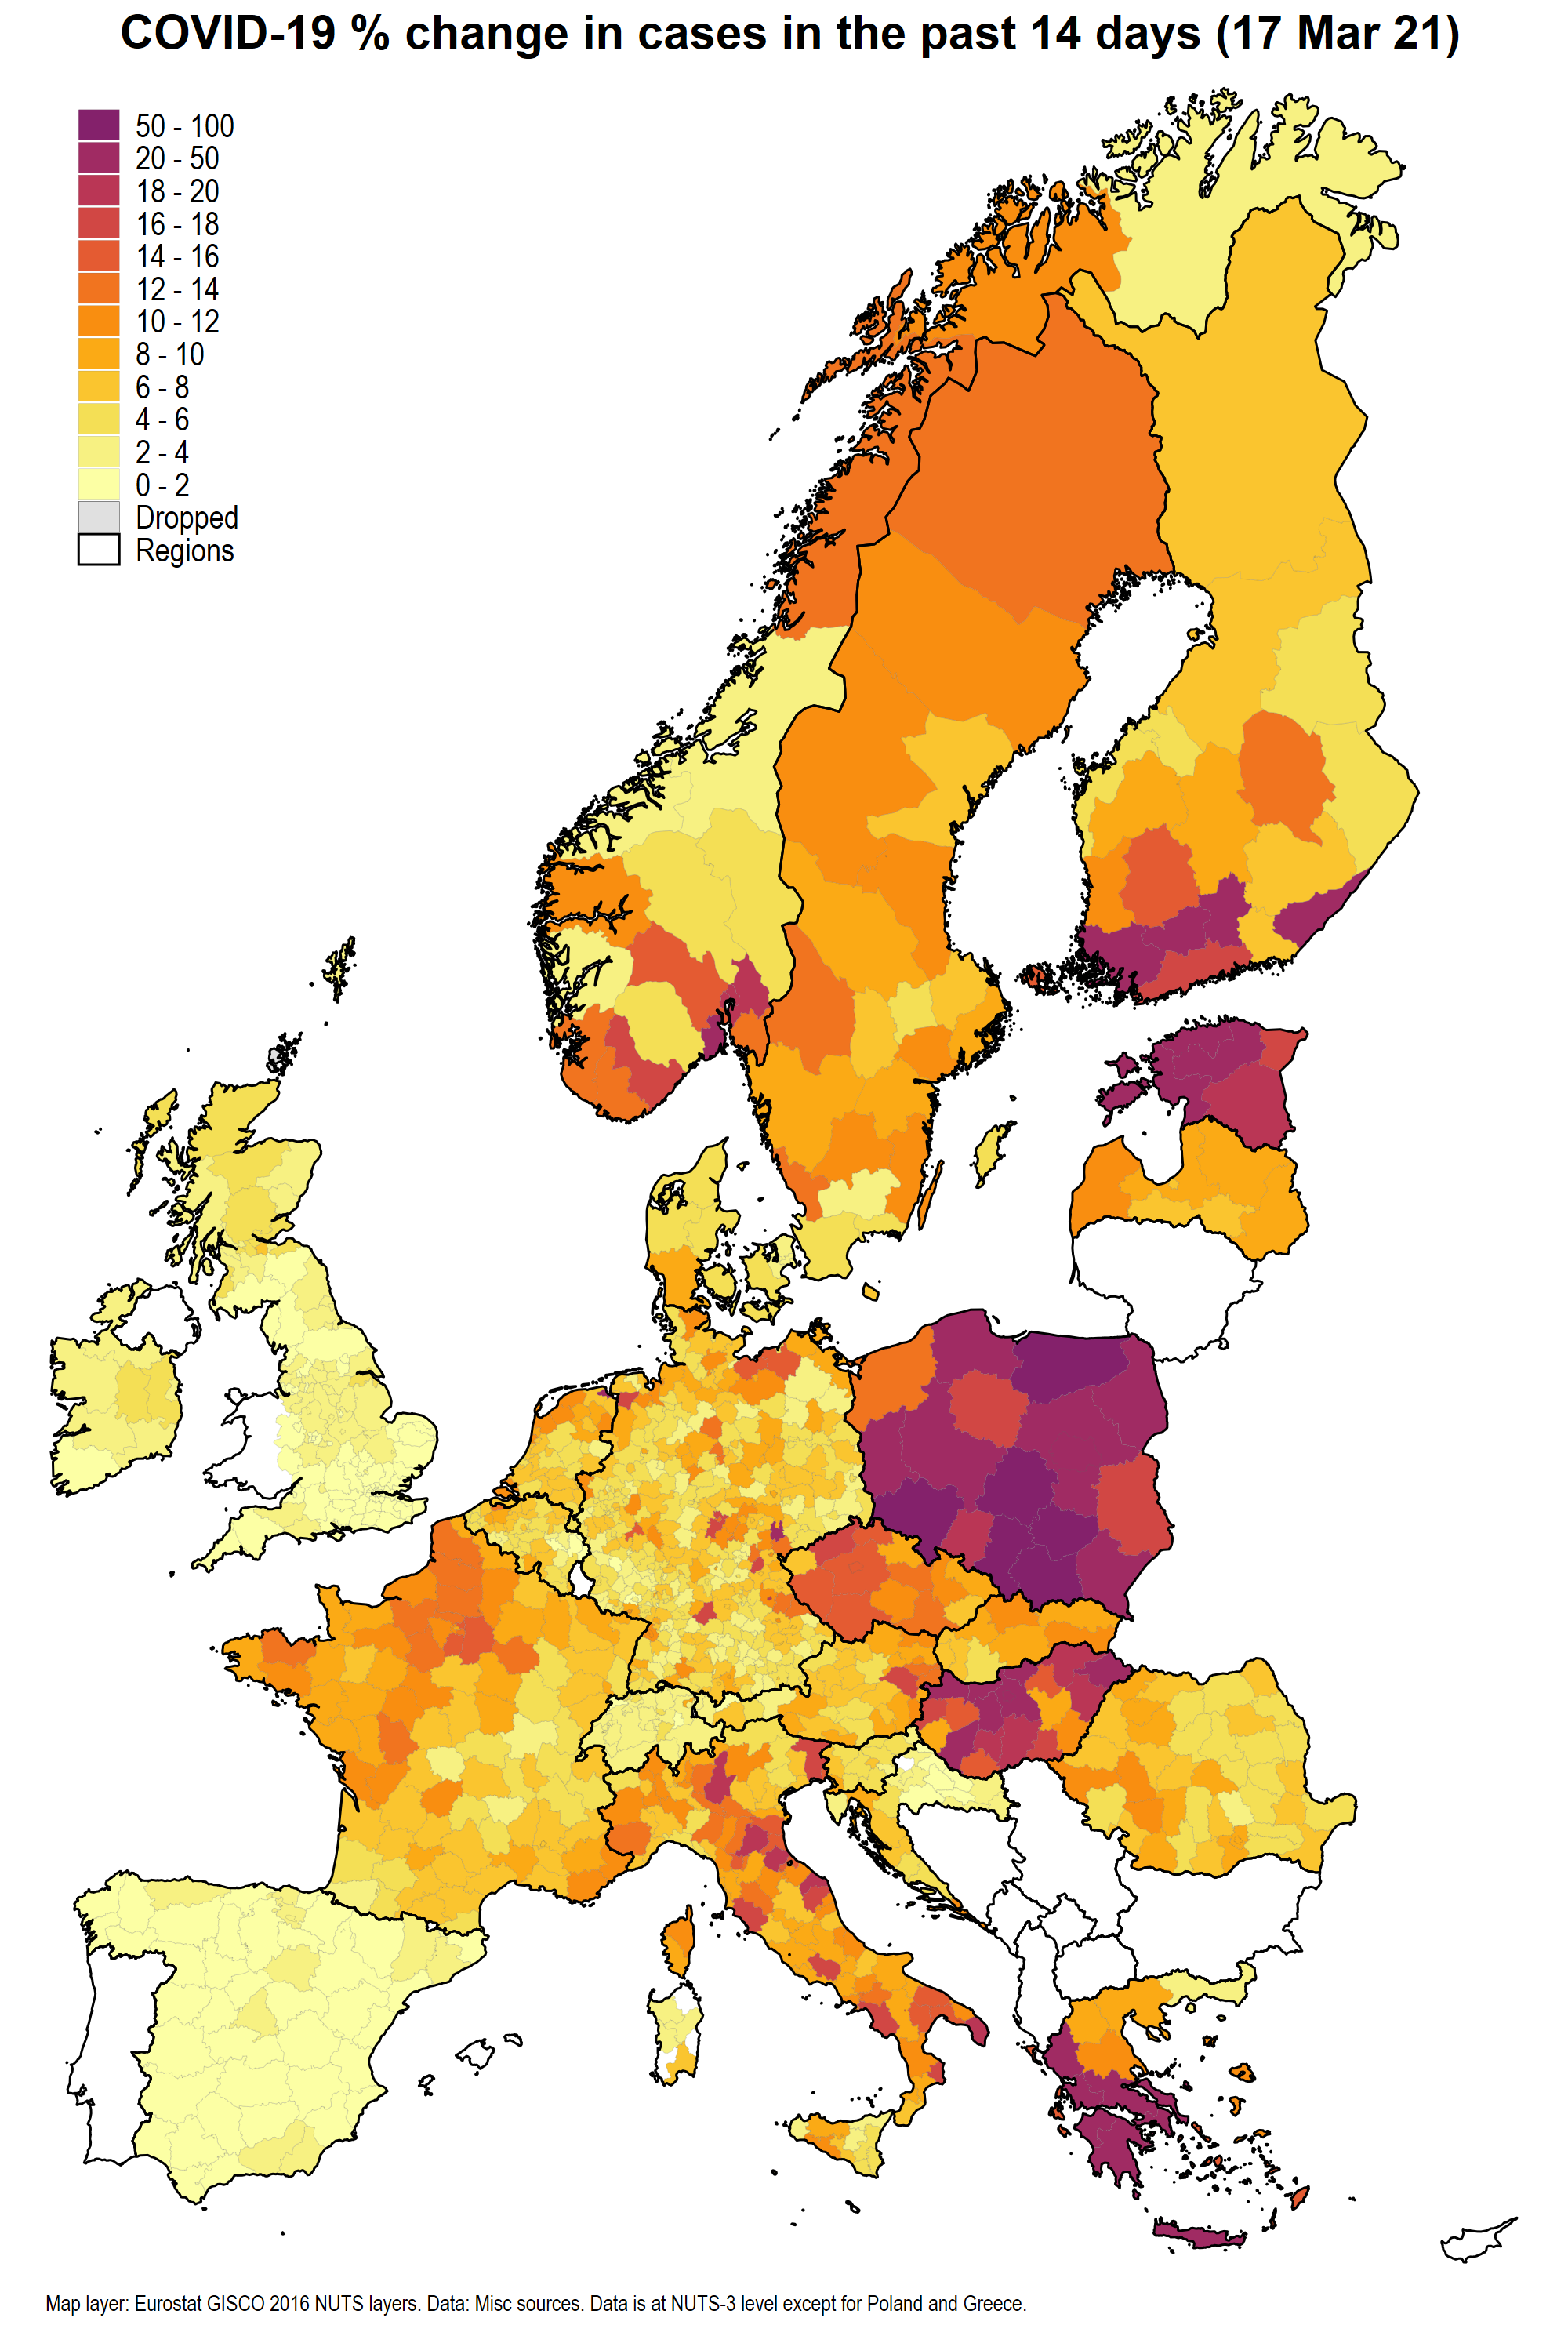 COVID-19 % change in cases in the past 14 days (17 Mar 21)
50 - 100
20 - 50
18 - 20
16 - 18
14 - 16
12 - 14
10 - 12
8 - 10
6 - 8
4 - 6
2 - 4
0 - 2
Dropped
Regions
Map layer: Eurostat GISCO 2016 NUTS layers. Data: Misc sources. Data is at NUTS-3 level except for Poland and Greece.